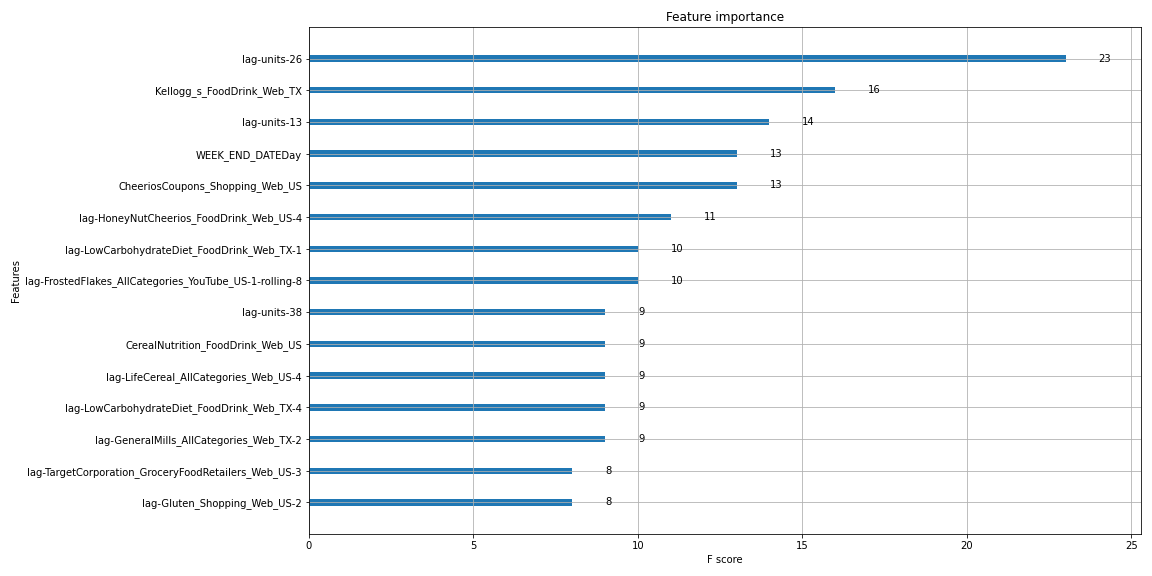 Feature importance
lag-units-26
23
Kellogg_s_FoodDrink_Web_TX
16
lag-units-13
14
WEEK_END_DATEDay
13
CheeriosCoupons_Shopping_Web_US
13
lag-HoneyNutCheerios_FoodDrink_Web_US-4
11
lag-LowCarbohydrateDiet_FoodDrink_Web_TX-1
10
lag-FrostedFlakes_AllCategories_YouTube_US-1-rolling-8
10
lag-units-38
9
CerealNutrition_FoodDrink_Web_US
9
lag-LifeCereal_AllCategories_Web_US-4
9
lag-LowCarbohydrateDiet_FoodDrink_Web_TX-4
9
lag-GeneralMills_AllCategories_Web_TX-2
9
lag-TargetCorporation_GroceryFoodRetailers_Web_US-3
8
lag-Gluten_Shopping_Web_US-2
8
Features
0 5 10 15 20 25
F score